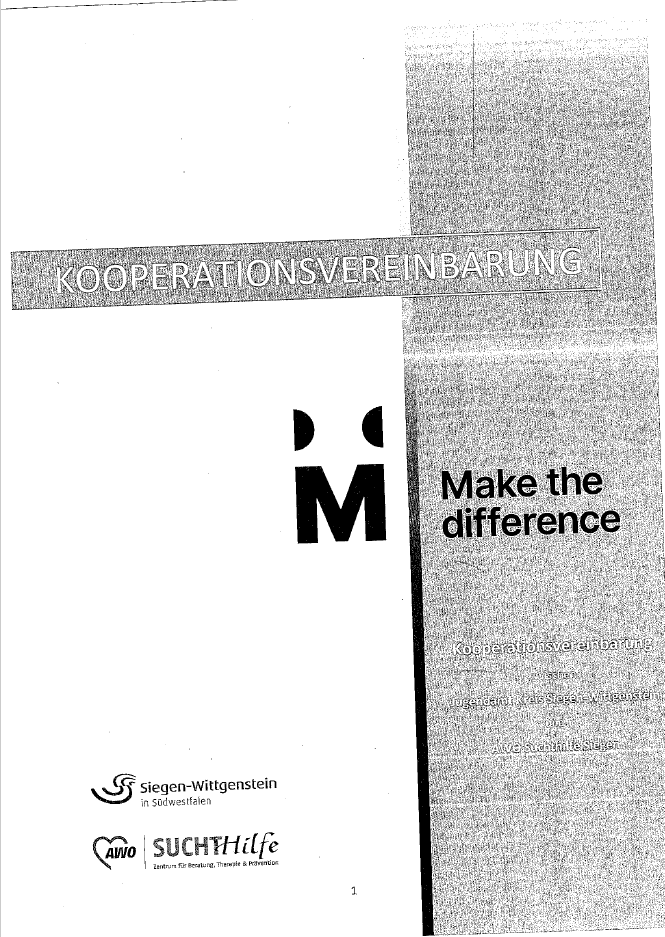 KOOPERATIONSVEREINBARUNG
M
Make the
difference
Kooperationsvereinbarung
zwischen
Jugendamt Kreis Siegen-Wittgenstein
und
AWO Suchthilfe Siegen
Siegen-Wittgenstein
in Südwestfalen
AWO
SUCHTHilfe
Zentrum für Beratung, Therapie & Prävention
1